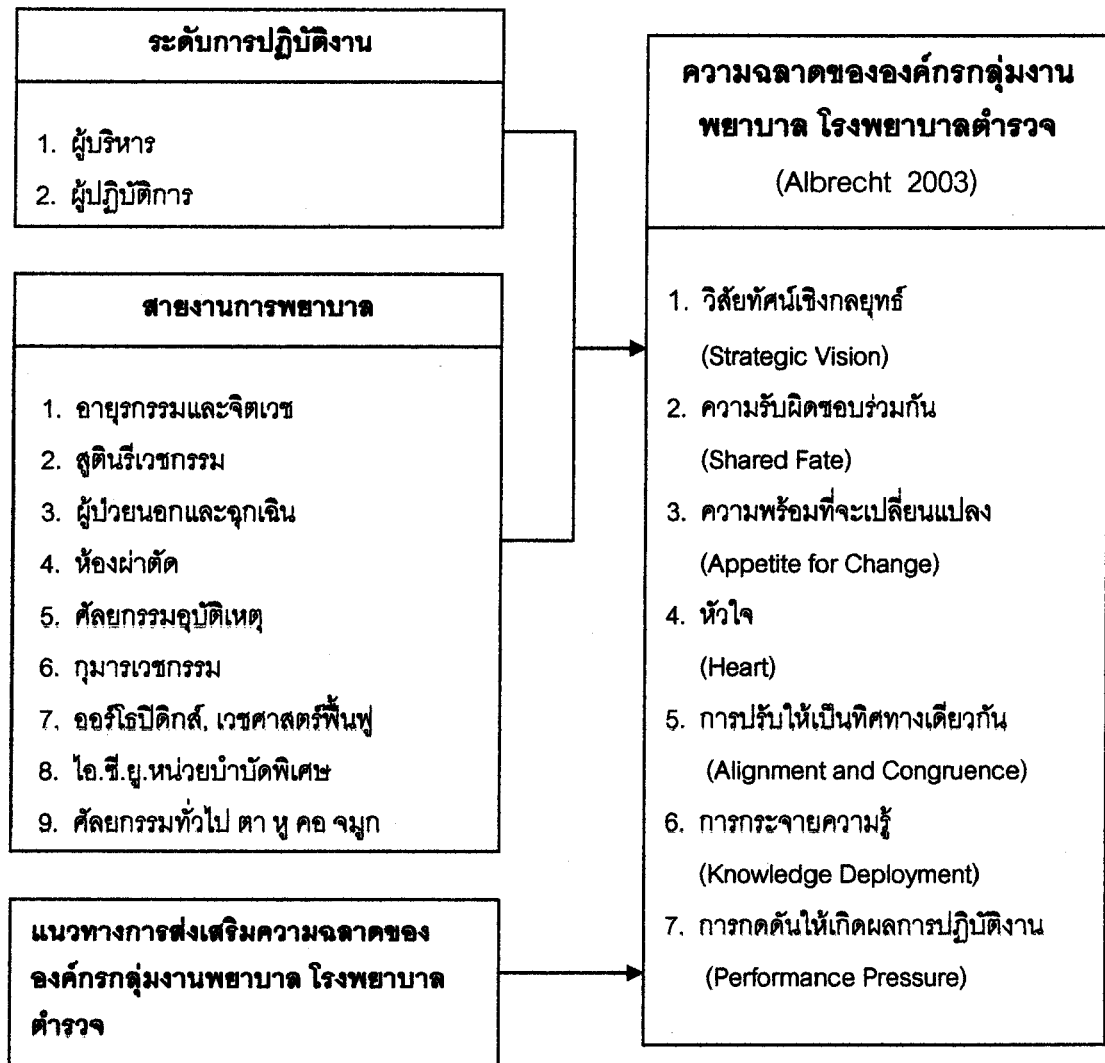 ระดับการปฏิบัติงาน
1. ผู้บริหาร
2. ผู้ปฏิบัติการ
สายงานการพยาบาล
1. อายุรกรรมและจิตเวช
2. สูตินรีเวชกรรม
3. ผู้ป่วยนอกและฉุกเฉิน
4. ห้องผ่าตัด
5. ศัลยกรรมอุบัติเหตุ
6. กุมารเวชกรรม
7. ออร์โธปิดิกส์, เวชศาสตร์ฟื้นฟู
8. ไอ.ซี.ยู.หน่วยบำบัดพิเศษ
9. ศัลยกรรมทั่วไป ตา หู คอ จมูก
แนวทางการส่งเสริมความฉลาดของ
องค์กรกลุ่มงานพยาบาล โรงพยาบาล
ตำรวจ
ความฉลาดขององค์กรกลุ่มงาน
พยาบาล โรงพยาบาลตำรวจ
(Albrecht 2003)
1. วิสัยทัศน์เชิงกลยุทธ์
(Strategic Vision)
2. ความรับผิดชอบร่วมกัน
(Shared Fate)
3. ความพร้อมที่จะเปลี่ยนแปลง
(Appetite for Change)
4. หัวใจ
(Heart)
5. การปรับให้เป็นทิศทางเดียวกัน
(Alignment and Congruence)
6. การกระจายความรู้
(Knowledge Deployment)
7. การกดดันให้เกิดผลการปฏิบัติงาน
(Performance Pressure)